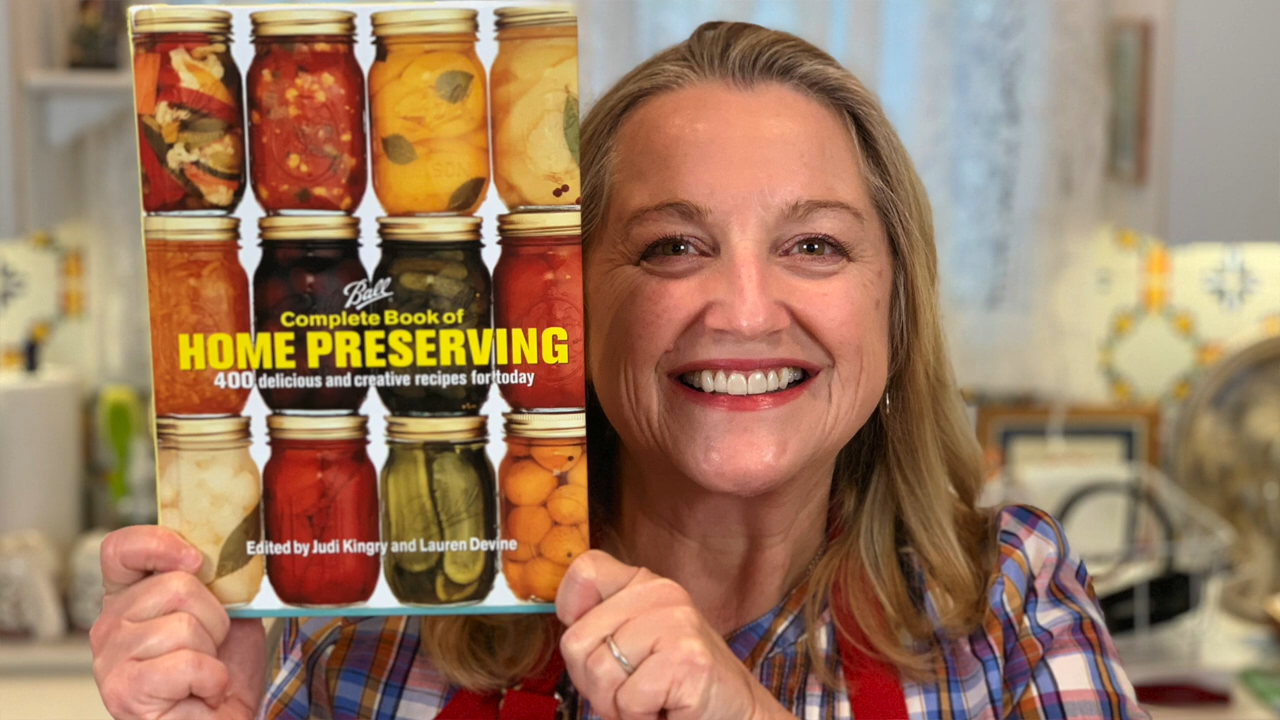 Ball
Complete Book of
HOME PRESERVING
400 delicious and creative recipes for today
Edited by Judi Kingry and Lauren Devine